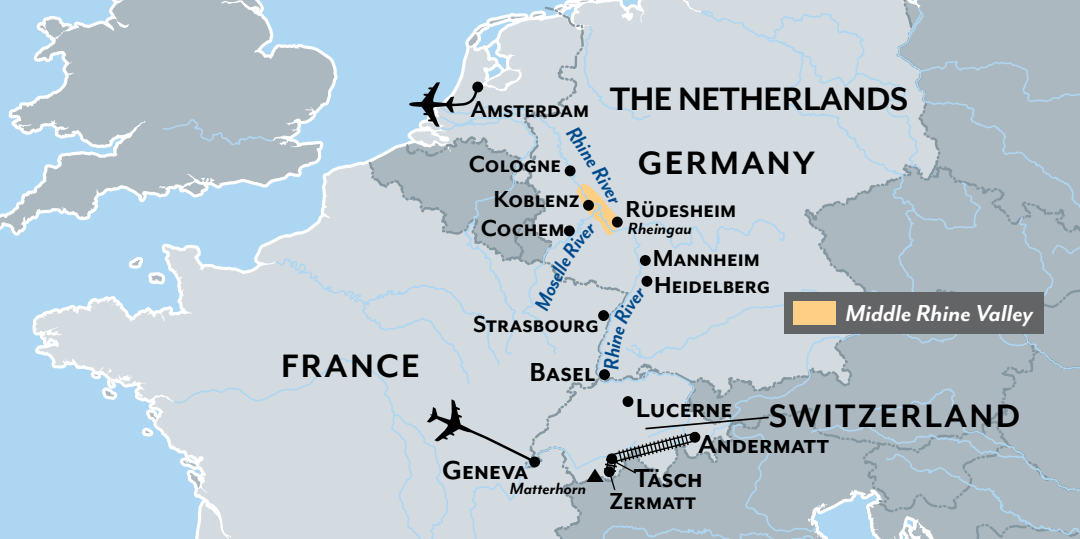 THE NETHERLANDS
AMSTERDAM
Rhine River
COLOGNE
GERMANY
KOBLENZ
RÜDESHEIM
Rheingau
COCHEM
Moselle River
MANNHEIM
HEIDELBERG
Middle Rhine Valley
STRASBOURG
Rhine River
FRANCE
BASEL
LUCERNE
SWITZERLAND
ANDERMATT
GENEVA
Matterhorn
TÄSCH
ZERMATT